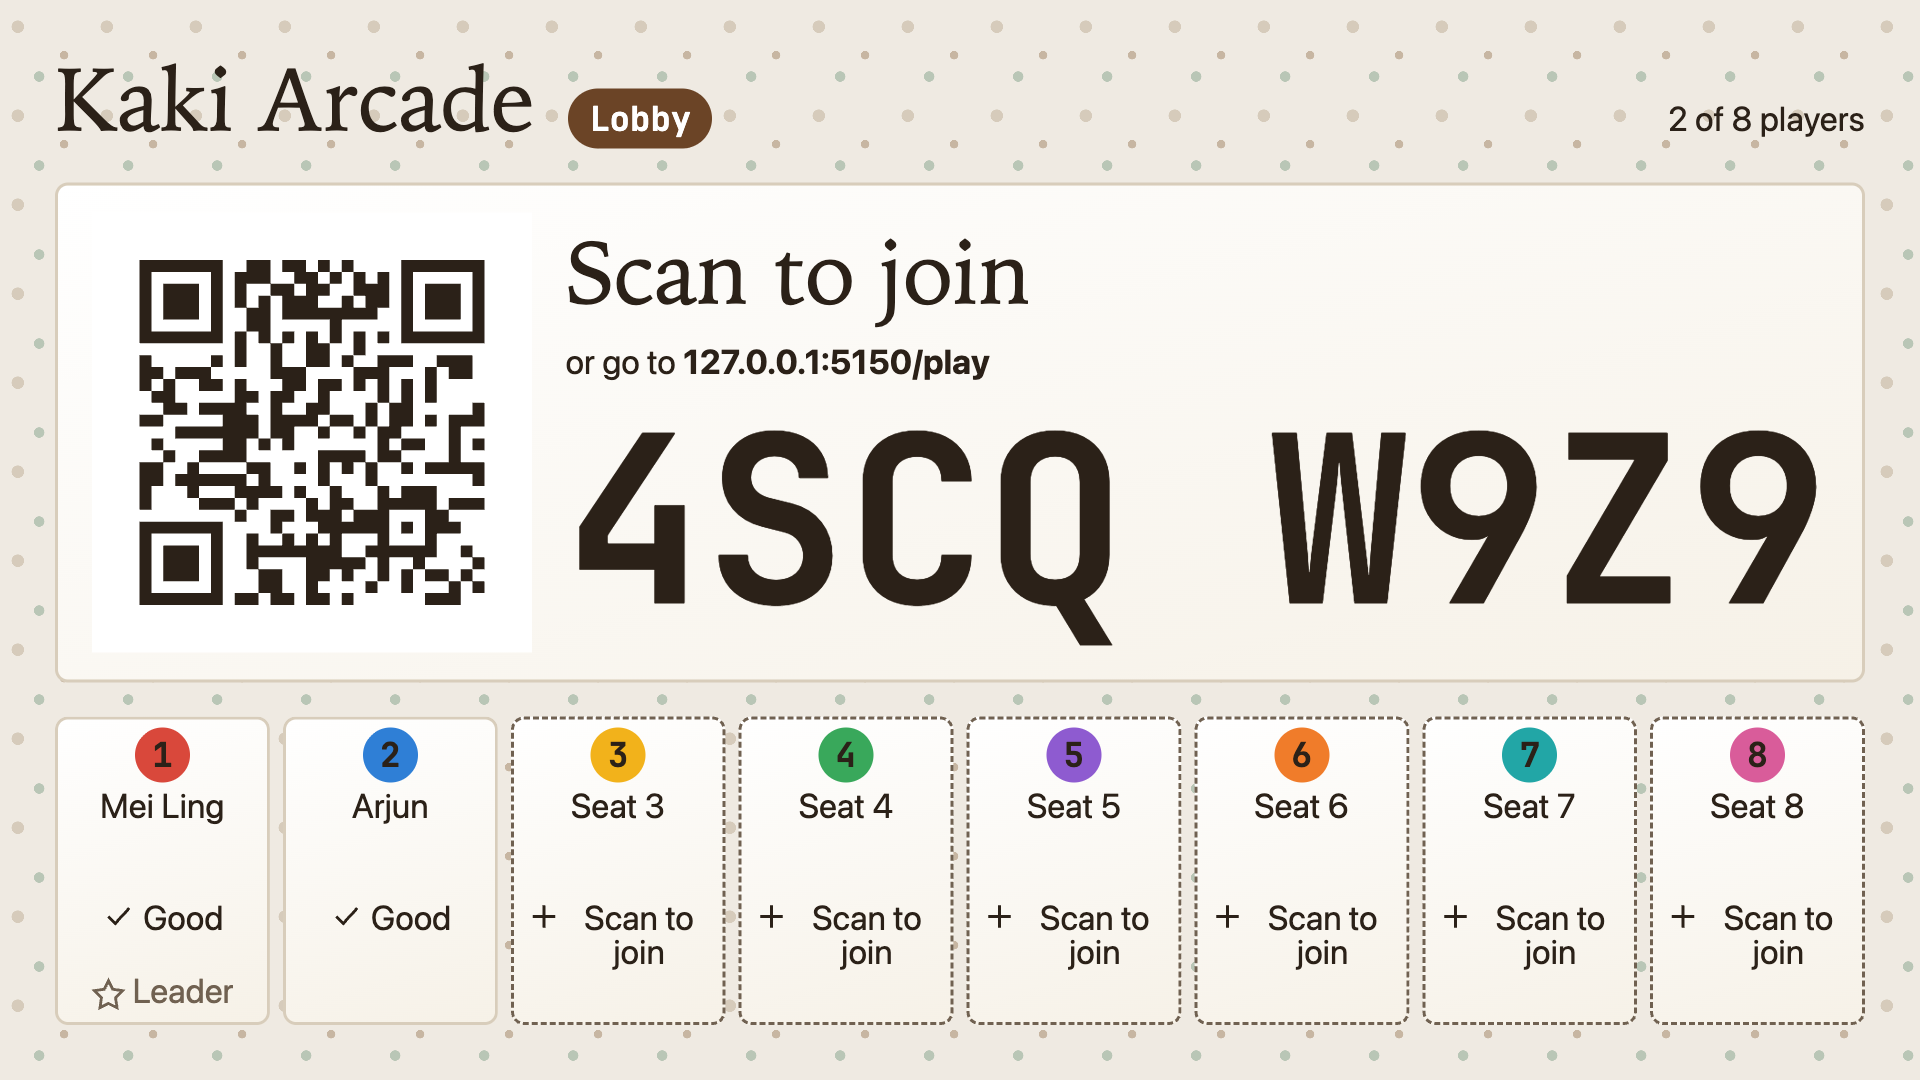 Kaki Arcade
Lobby
2 of 8 players
Scan to join
or go to 127.0.0.1:5150/play
4SCQ W9Z9
1
Mei Ling
Good
Leader
2
Arjun
Good
3
Seat 3
Scan to
join
4
Seat 4
Scan to
join
5
Seat 5
Scan to
join
6
Seat 6
Scan to
join
7
Seat 7
Scan to
join
8
Seat 8
Scan to
join